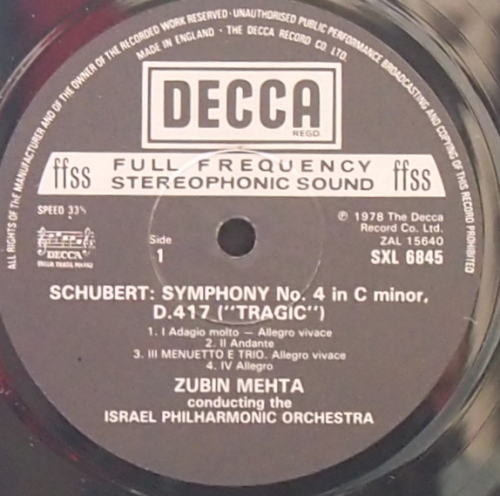 ALL RIGHTS OF THE MANUFACTURER AND OF THE OWNER OF THE RECORDED WORK RESERVED · UNAUTHORISED PUBLIC PERFORMANCE BROADCASTING AND COPYING OF THIS RECORD PROHIBITED
MADE IN ENGLAND · THE DECCA RECORD CO. LTD.
DECCA
REGD.
ffss FULL FREQUENCY STEREOPHONIC SOUND ffss
SPEED 33⅓
DECCA
Side
1
℗ 1978 The Decca
Record Co. Ltd.
ZAL 15640
SXL 6845
SCHUBERT: SYMPHONY No. 4 in C minor,
D.417 ("TRAGIC")
1. I Adagio molto — Allegro vivace
2. II Andante
3. III MENUETTO E TRIO. Allegro vivace
4. IV Allegro
ZUBIN MEHTA
conducting the
ISRAEL PHILHARMONIC ORCHESTRA